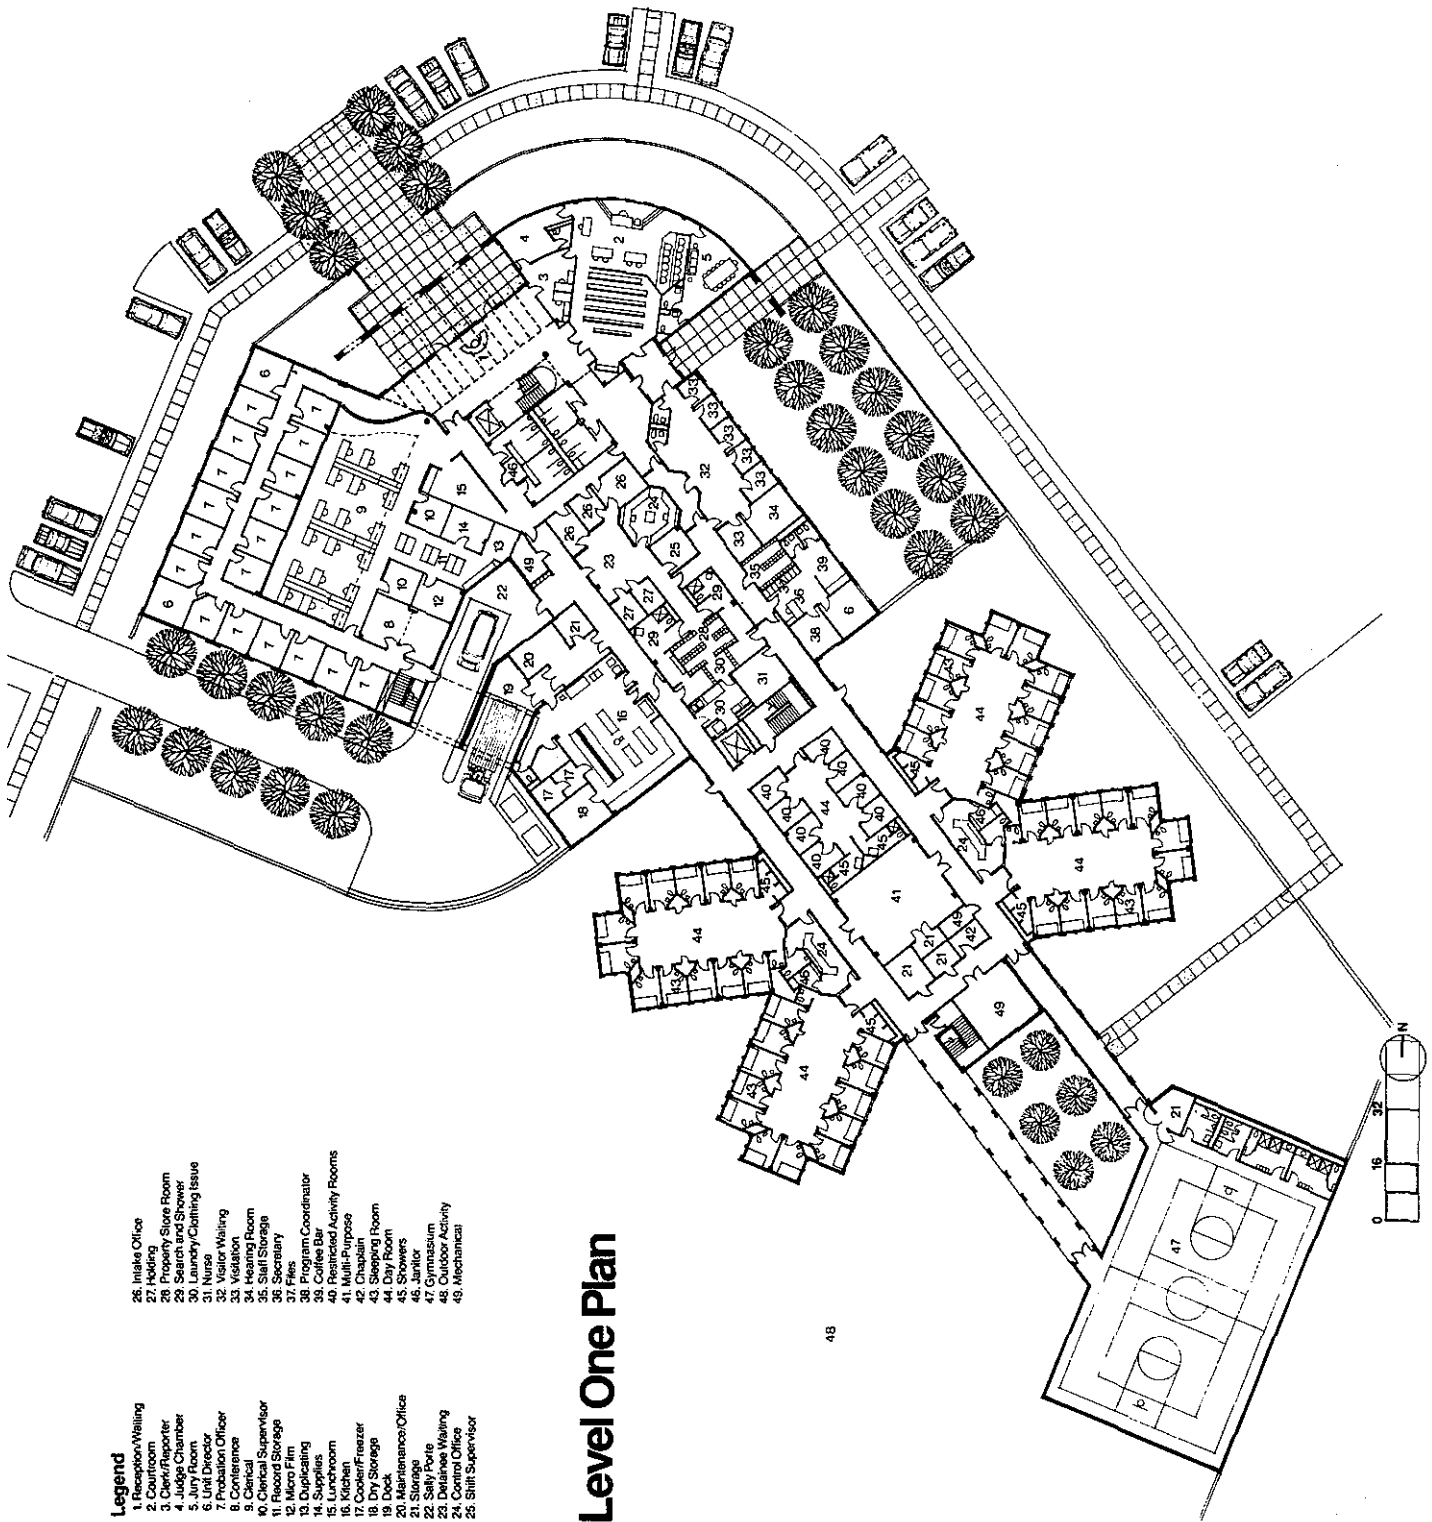 Legend
1. Reception/Waiting
2. Courtroom
3. Clerk/Reporter
4. Judge Chamber
5. Jury Room
6. Unit Director
7. Probation Officer
8. Conference
9. Clerical
10. Clerical Supervisor
11. Record Storage
12. Micro Film
13. Duplicating
14. Supplies
15. Lunchroom
16. Kitchen
17. Cooler/Freezer
18. Dry Storage
19. Dock
20. Maintenance/Office
21. Storage
22. Sally Porte
23. Detainee Waiting
24. Control Office
25. Shift Supervisor
26. Intake Office
27. Holding
28. Property Store Room
29. Search and Shower
30. Laundry/Clothing Issue
31. Nurse
32. Visitor Waiting
33. Visitation
34. Hearing Room
35. Staff Storage
36. Secretary
37. Files
38. Program Coordinator
39. Coffee Bar
40. Restricted Activity Rooms
41. Multi-Purpose
42. Chaplain
43. Sleeping Room
44. Day Room
45. Showers
46. Janitor
47. Gymnasium
48. Outdoor Activity
49. Mechanical
Level One Plan
0 16 32
N